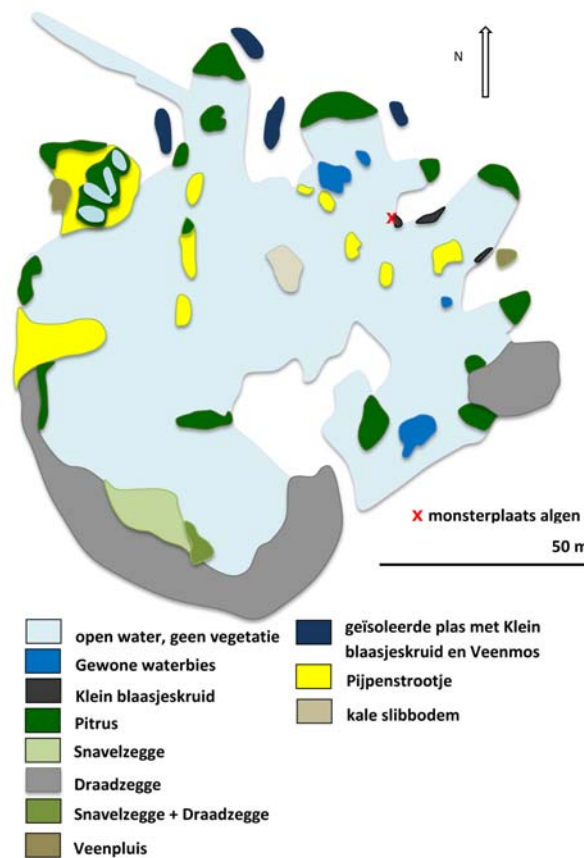 N
x monsterplaats algen
50 m
open water, geen vegetatie
Gewone waterbies
Klein blaasjeskruid
Pitrus
Snavelzegge
Draadzegge
Snavelzegge + Draadzegge
Veenpluis
geïsoleerde plas met Klein
blaasjeskruid en Veenmos
Pijpenstrootje
kale slibbodem